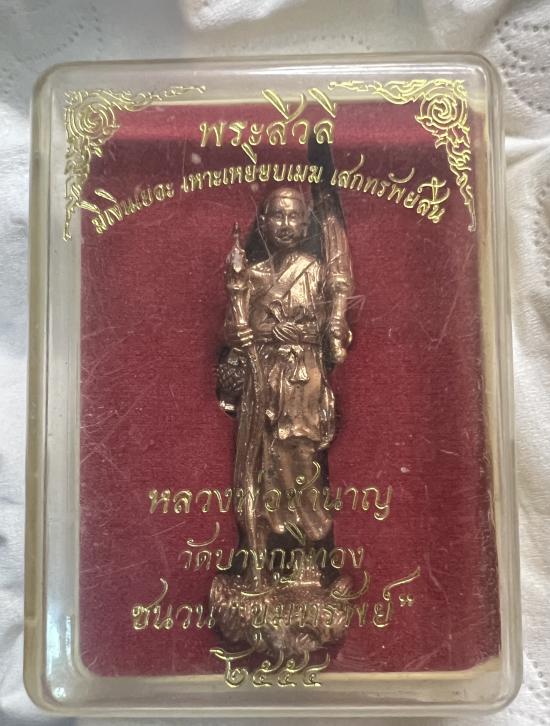 พระสิวลี
มีเงินเยอะ เหาะเหยียบเมฆ เสกทรัพย์สิน
หลวงพ่อชำนาญ
วัดบางกุฎีทอง
ชนวน "ขุมทรัพย์"
๒๕๕๔